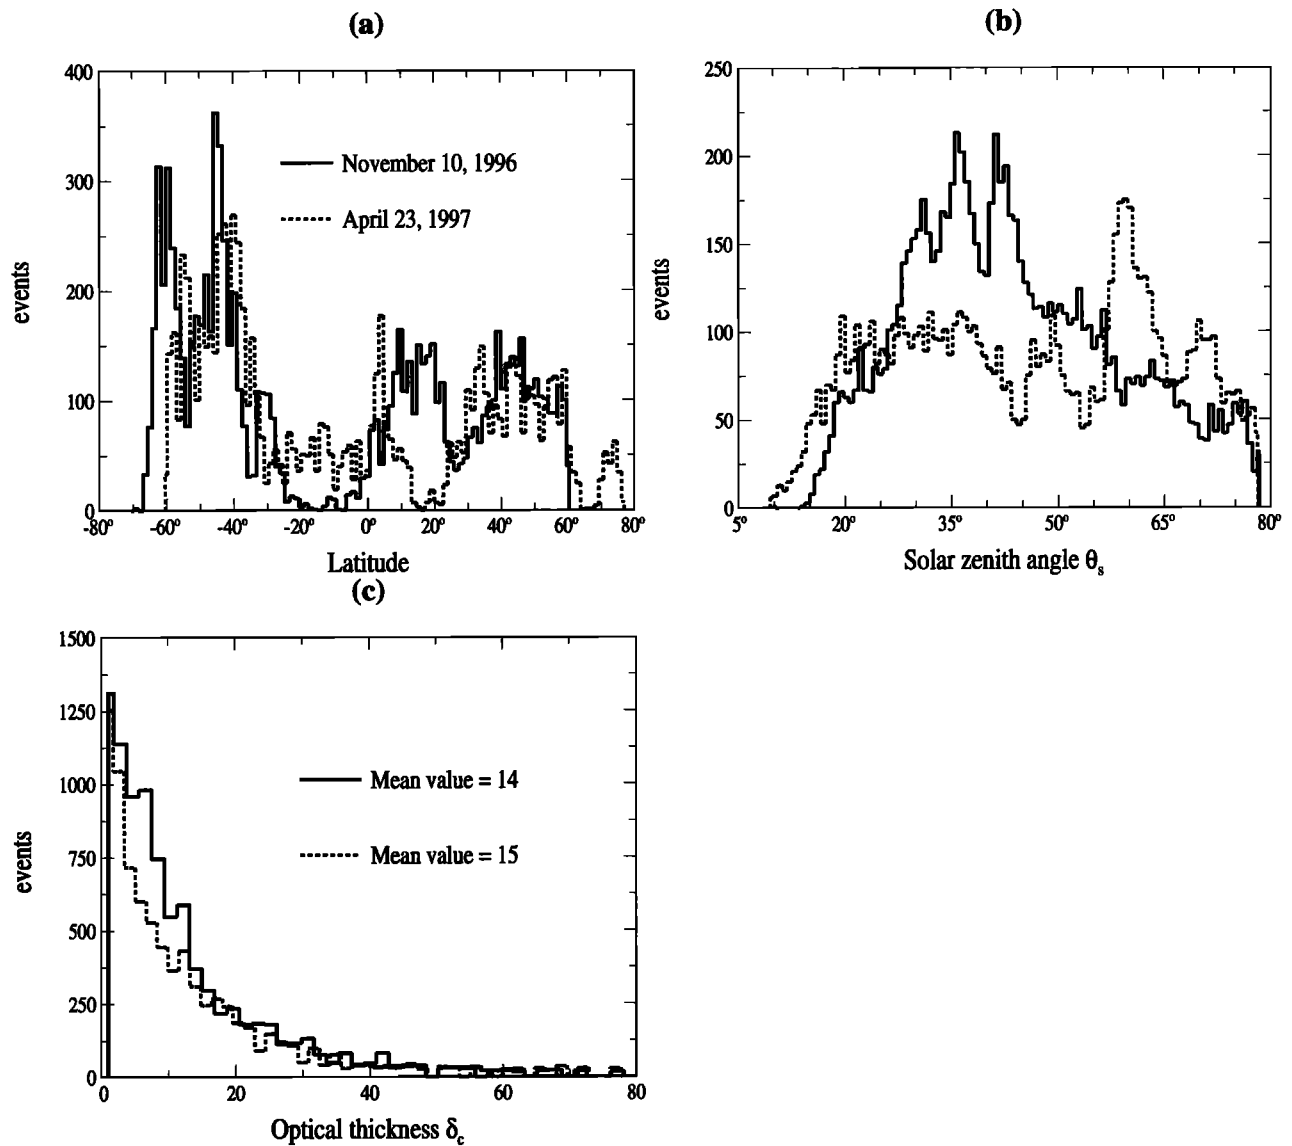 (a)
400
300
200
100
0
events
-80° -60° -40° -20° 0° 20° 40° 60° 80°
Latitude
November 10, 1996
April 23, 1997
(b)
250
200
150
100
50
0
events
5° 20° 35° 50° 65° 80°
Solar zenith angle θs
(c)
1500
1250
1000
750
500
250
0
events
0 20 40 60 80
Optical thickness δc
Mean value = 14
Mean value = 15